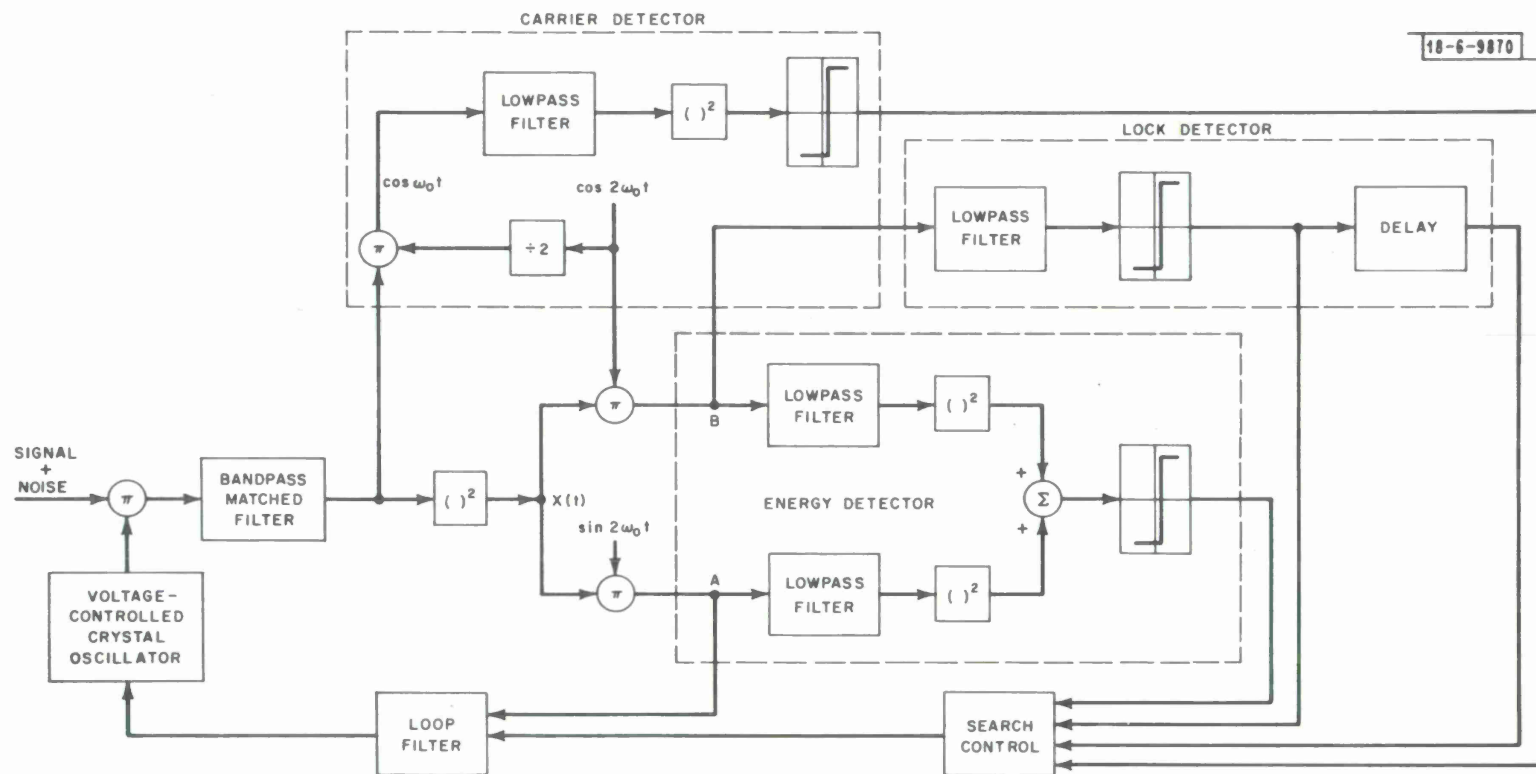 CARRIER DETECTOR
18-6-9870
LOWPASS
FILTER
( )²
LOCK DETECTOR
cos ω₀t
cos 2ω₀t
LOWPASS
FILTER
DELAY
π
÷2
π
LOWPASS
FILTER
( )²
B
SIGNAL
+
NOISE
π
BANDPASS
MATCHED
FILTER
( )²
X(t)
ENERGY DETECTOR
+
Σ
+
sin 2ω₀t
π
A
LOWPASS
FILTER
( )²
VOLTAGE-
CONTROLLED
CRYSTAL
OSCILLATOR
LOOP
FILTER
SEARCH
CONTROL